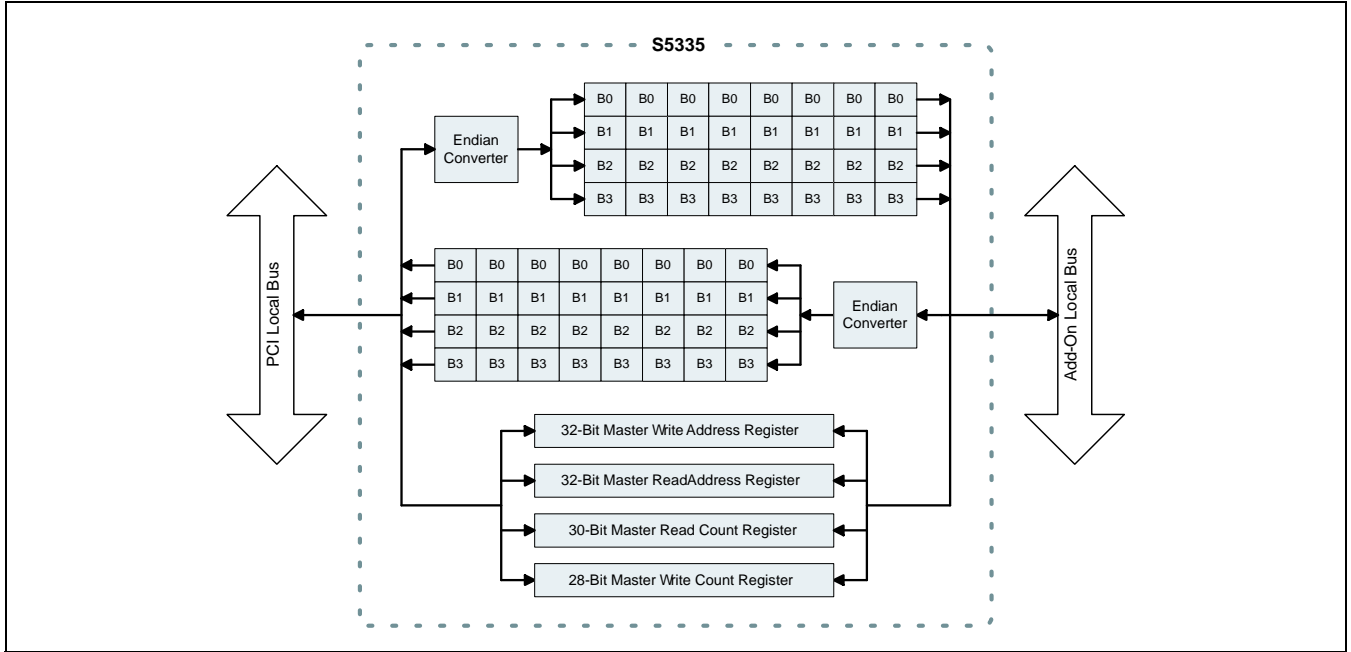 S5335
B0 B0 B0 B0 B0 B0 B0 B0
B1 B1 B1 B1 B1 B1 B1 B1
B2 B2 B2 B2 B2 B2 B2 B2
B3 B3 B3 B3 B3 B3 B3 B3
Endian
Converter
B0 B0 B0 B0 B0 B0 B0 B0
B1 B1 B1 B1 B1 B1 B1 B1
B2 B2 B2 B2 B2 B2 B2 B2
B3 B3 B3 B3 B3 B3 B3 B3
Endian
Converter
PCI Local Bus
Add-On Local Bus
32-Bit Master Write Address Register
32-Bit Master ReadAddress Register
30-Bit Master Read Count Register
28-Bit Master Write Count Register